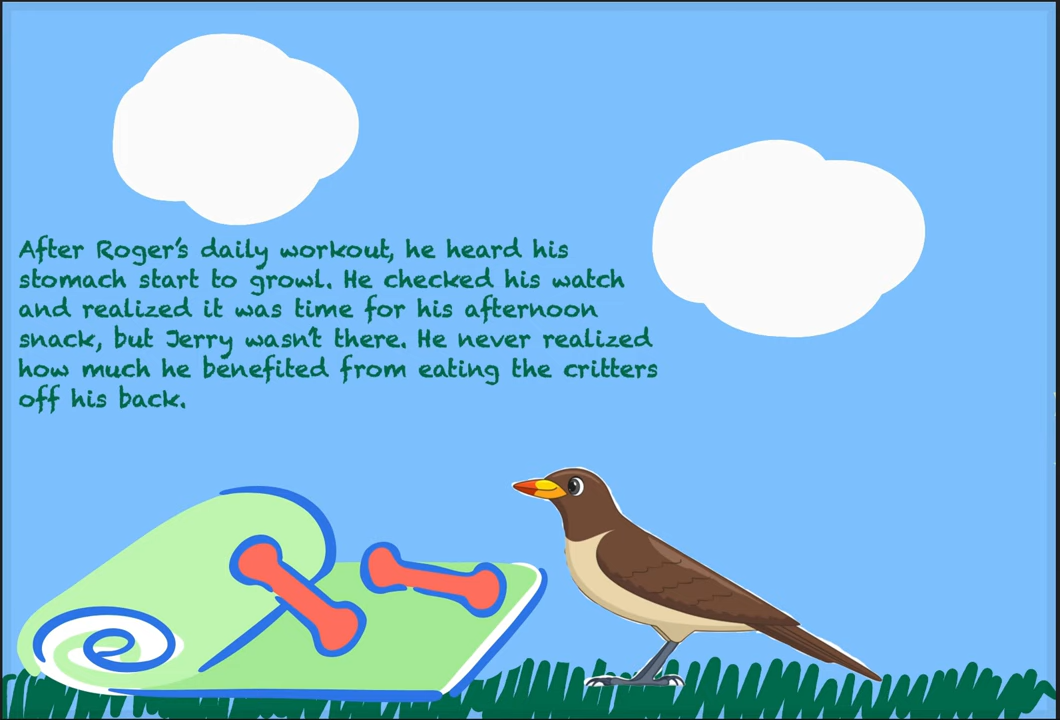 After Roger's daily workout, he heard his
stomach start to growl. He checked his watch
and realized it was time for his afternoon
snack, but Jerry wasn't there. He never realized
how much he benefited from eating the critters
off his back.